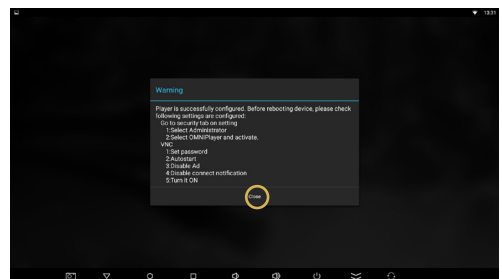 13:31
Warning
Player is successfully configured. Before rebooting device, please check
following settings are configured:
Go to security tab on setting
1:Select Administrator
2:Select OMNIPlayer and activate.
VNC
1:Set password
2:Autostart
3:Disable Ad
4:Disable connect notification
5:Turn It ON
Close